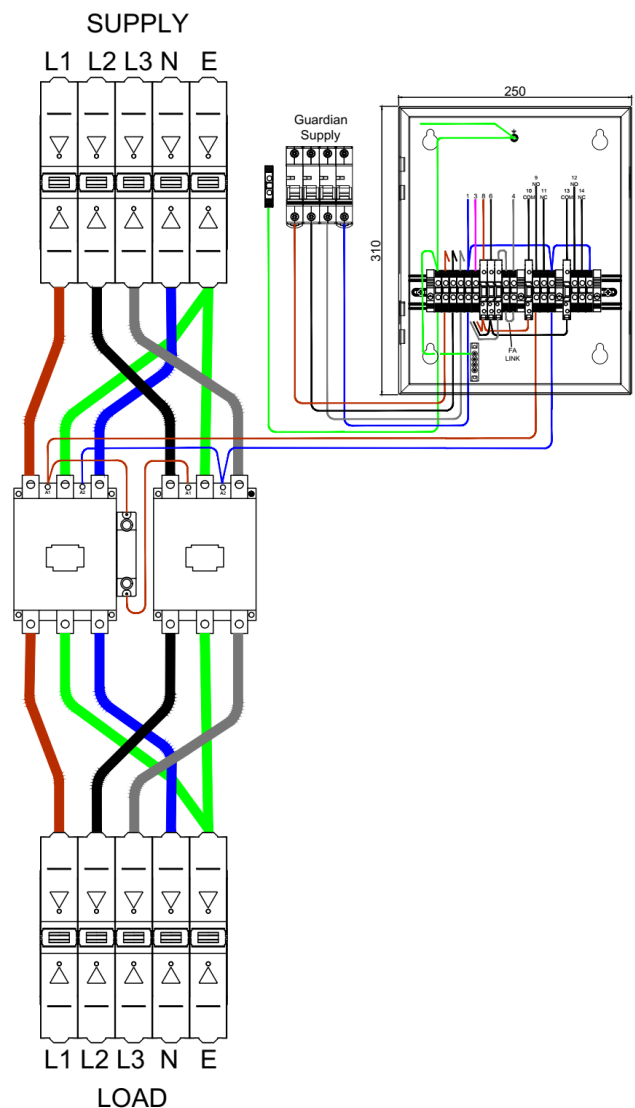 SUPPLY
L1 L2 L3 N E
Guardian
Supply
250
310
9
NO
12
NO
1 3 8 6 4
10
COM
11
NC
13
COM
14
NC
FA
LINK
A1 A2 A1 A2
L1 L2 L3 N E
LOAD